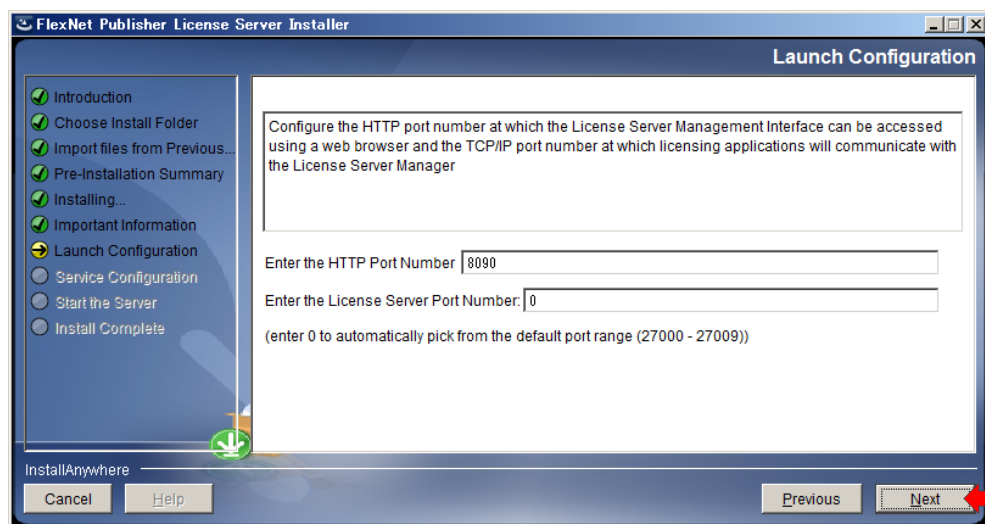 FlexNet Publisher License Server Installer
Launch Configuration
Introduction
Choose Install Folder
Import files from Previous...
Pre-Installation Summary
Installing...
Important Information
Launch Configuration
Service Configuration
Start the Server
Install Complete
Configure the HTTP port number at which the License Server Management Interface can be accessed
using a web browser and the TCP/IP port number at which licensing applications will communicate with
the License Server Manager
Enter the HTTP Port Number 8090
Enter the License Server Port Number: 0
(enter 0 to automatically pick from the default port range (27000 - 27009))
InstallAnywhere
Cancel Help Previous Next